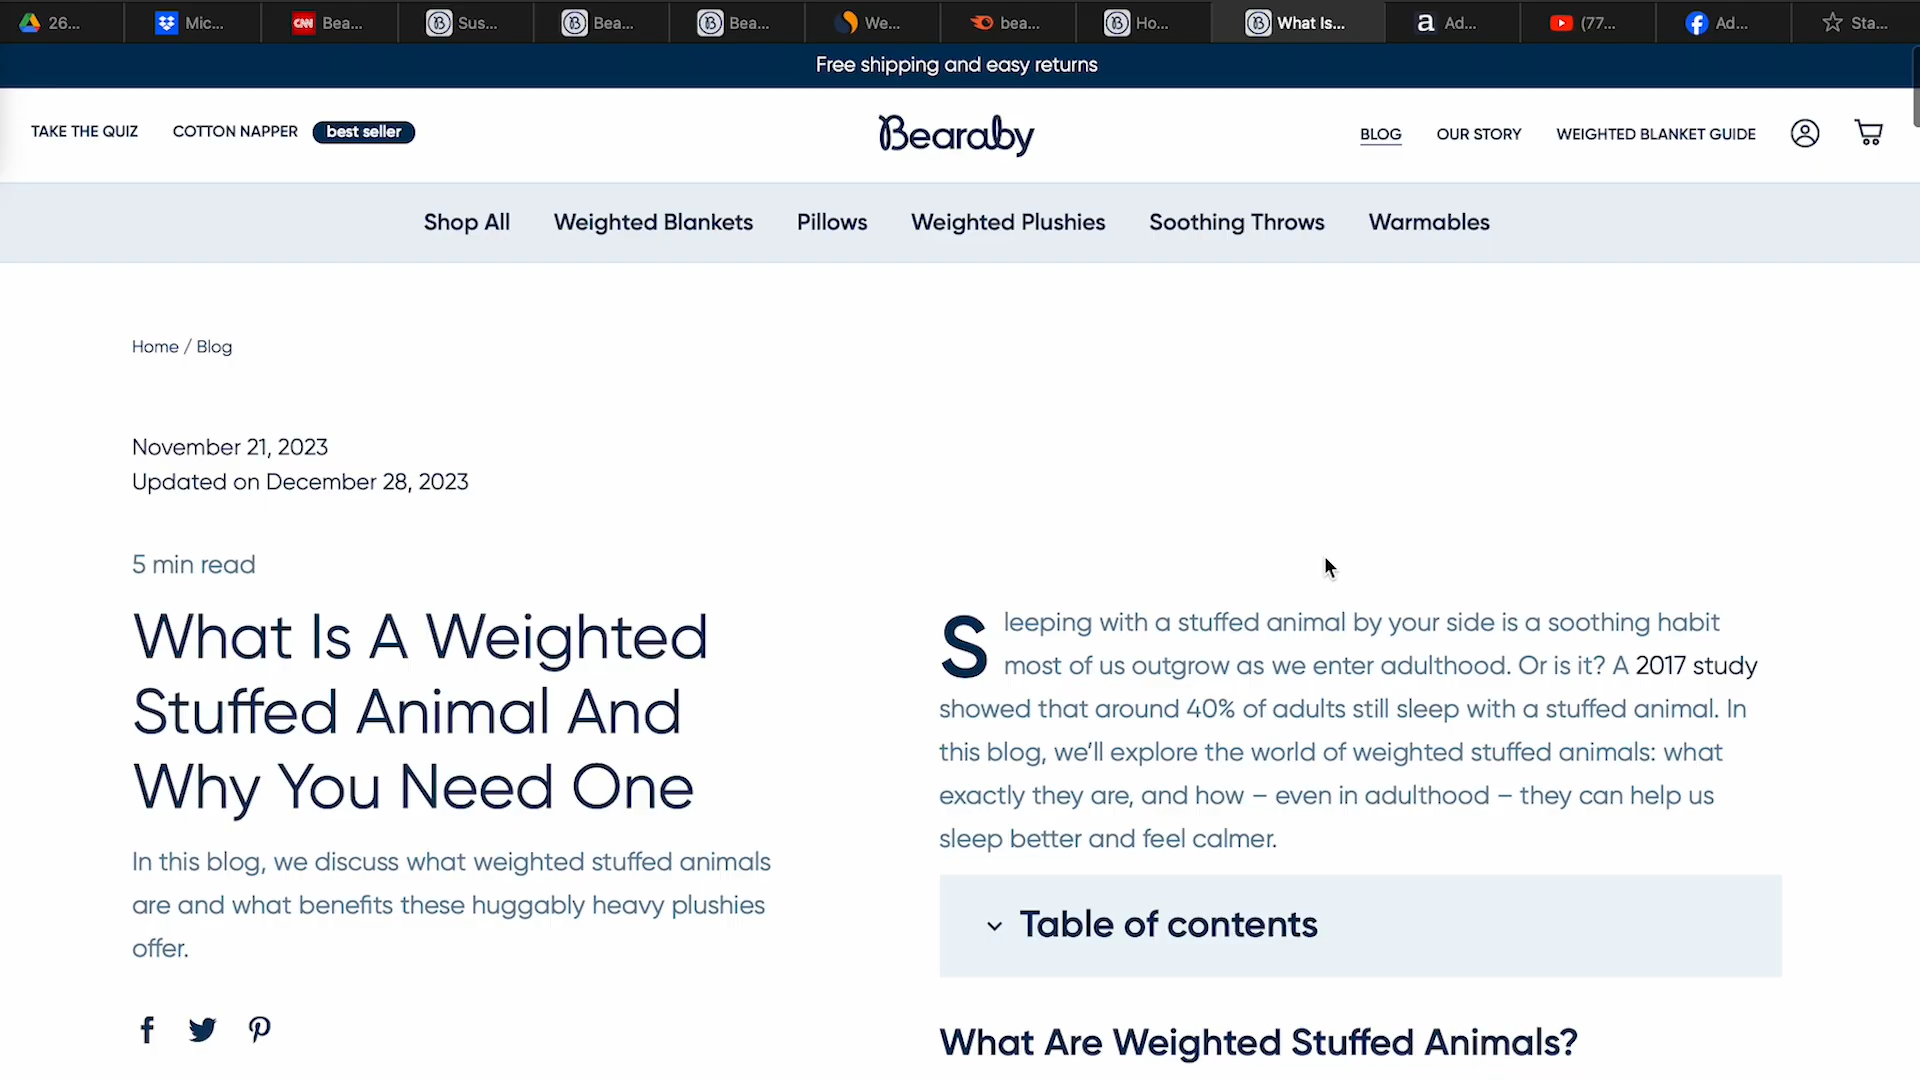 26...
Mic...
CNN
Bea...
Sus...
Bea...
Bea...
We...
bea...
Ho...
What Is...
Ad...
(77...
Ad...
Sta...
Free shipping and easy returns
TAKE THE QUIZ
COTTON NAPPER
best seller
Bearaby
BLOG
OUR STORY
WEIGHTED BLANKET GUIDE
Shop All
Weighted Blankets
Pillows
Weighted Plushies
Soothing Throws
Warmables
Home / Blog
November 21, 2023
Updated on December 28, 2023
5 min read
What Is A Weighted
Stuffed Animal And
Why You Need One
In this blog, we discuss what weighted stuffed animals
are and what benefits these huggably heavy plushies
offer.
Sleeping with a stuffed animal by your side is a soothing habit
most of us outgrow as we enter adulthood. Or is it? A 2017 study
showed that around 40% of adults still sleep with a stuffed animal. In
this blog, we’ll explore the world of weighted stuffed animals: what
exactly they are, and how – even in adulthood – they can help us
sleep better and feel calmer.
Table of contents
What Are Weighted Stuffed Animals?